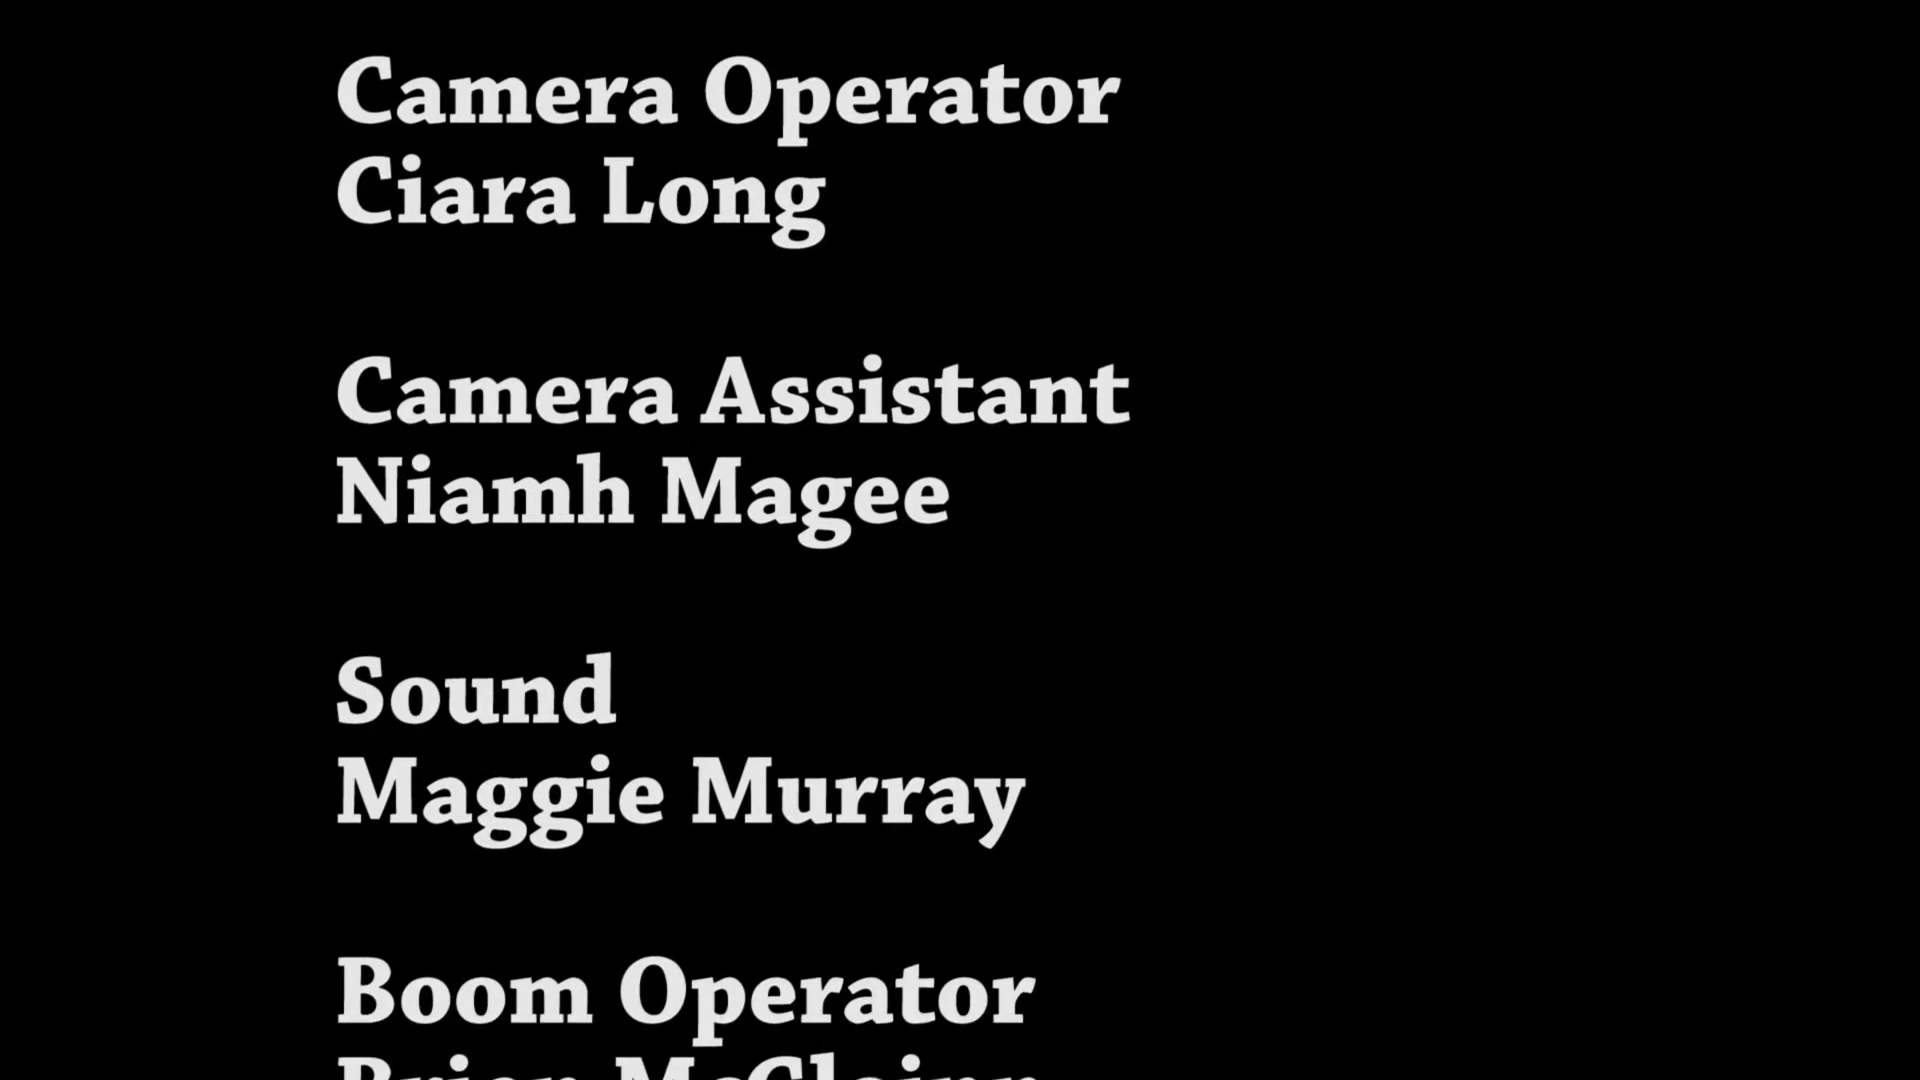 Camera Operator
Ciara Long
Camera Assistant
Niamh Magee
Sound
Maggie Murray
Boom Operator